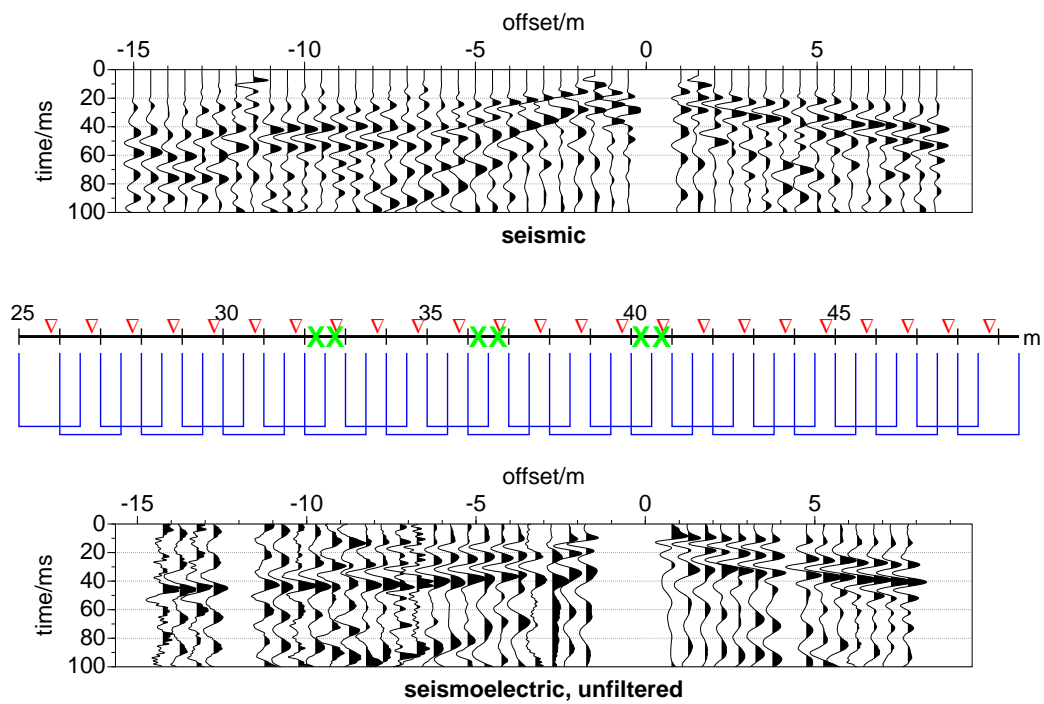 offset/m
-15 -10 -5 0 5
0
20
40
60
80
100
time/ms
seismic
25 30 35 40 45
X X X X X X
m
offset/m
-15 -10 -5 0 5
0
20
40
60
80
100
time/ms
seismoelectric, unfiltered